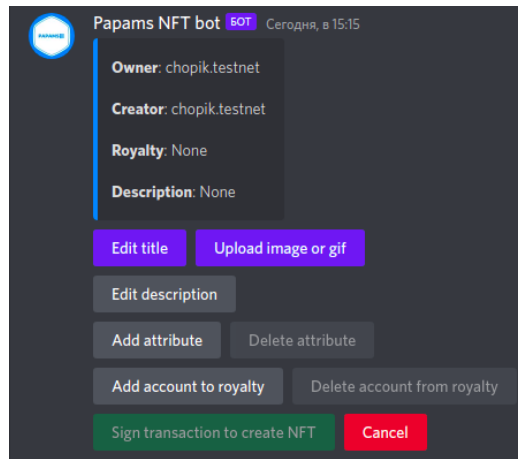 Papams NFT bot БОТ Сегодня, в 15:15
PAPAMS
Owner: chopik.testnet
Creator: chopik.testnet
Royalty: None
Description: None
Edit title Upload image or gif
Edit description
Add attribute Delete attribute
Add account to royalty Delete account from royalty
Sign transaction to create NFT Cancel